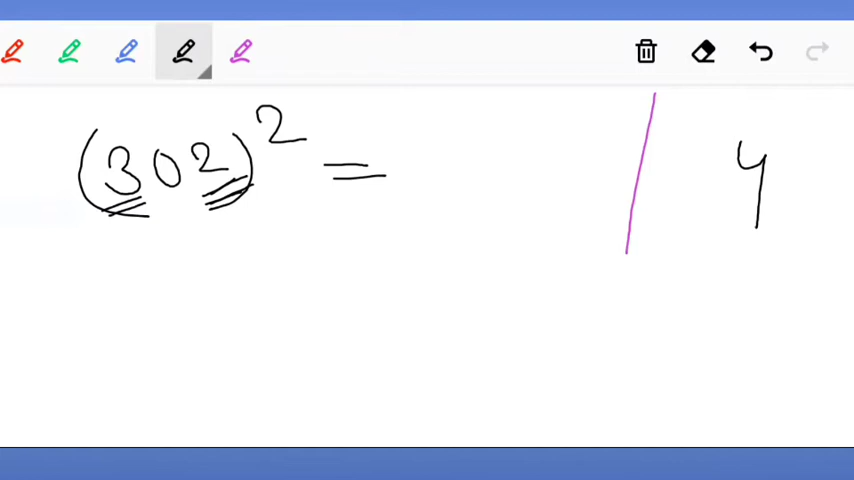 (302)² = | 4